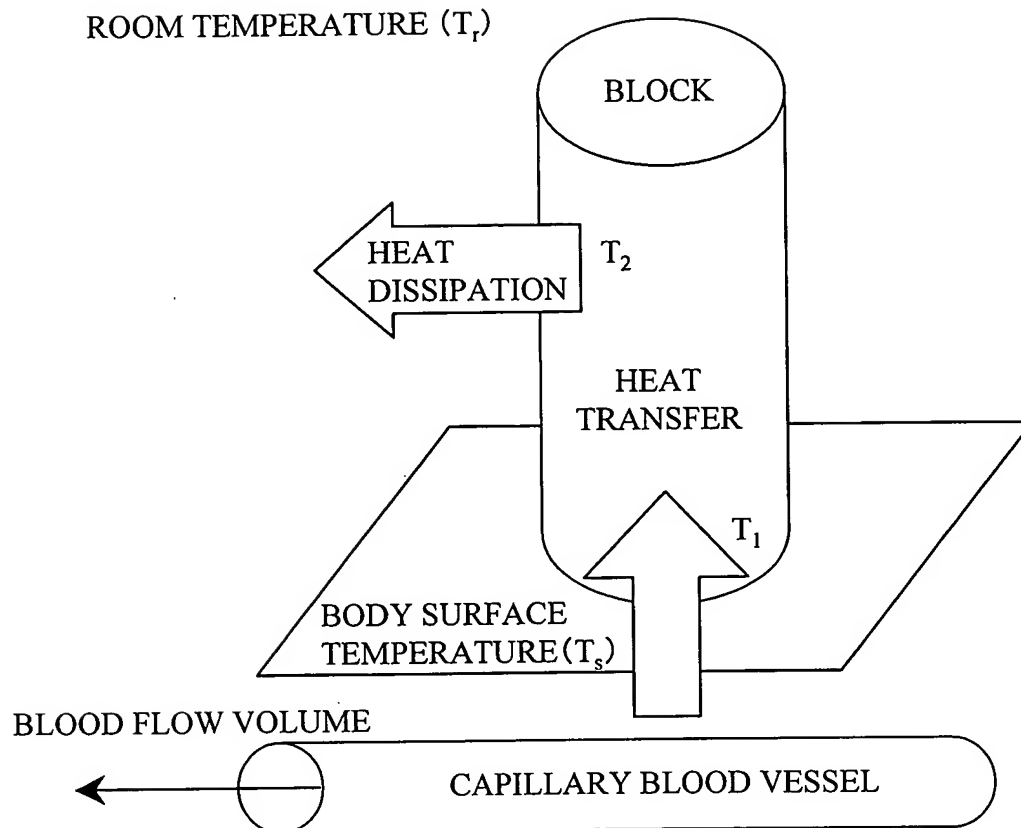 ROOM TEMPERATURE (Tr)
BLOCK
HEAT
DISSIPATION
T2
HEAT
TRANSFER
T1
BODY SURFACE
TEMPERATURE (Ts)
BLOOD FLOW VOLUME
CAPILLARY BLOOD VESSEL